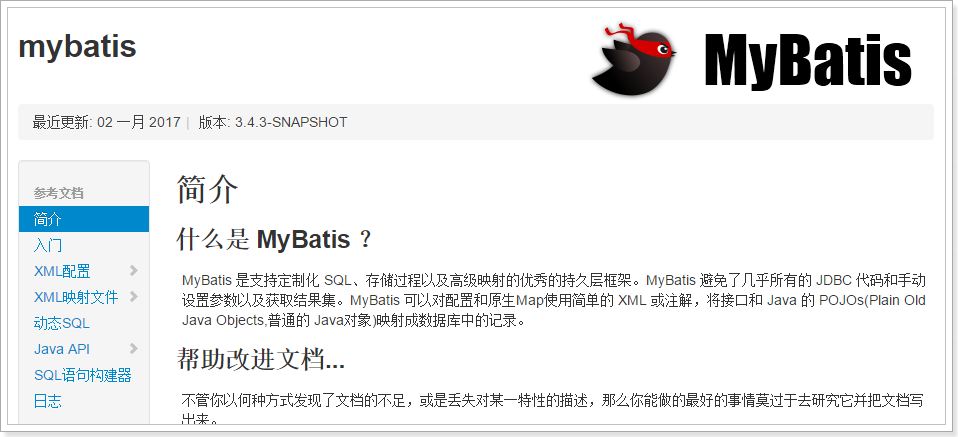 mybatis
MyBatis
最近更新: 02 一月 2017 | 版本: 3.4.3-SNAPSHOT
参考文档
简介
入门
XML配置
XML映射文件
动态SQL
Java API
SQL语句构建器
日志
简介
什么是 MyBatis ？
MyBatis 是支持定制化 SQL、存储过程以及高级映射的优秀的持久层框架。MyBatis 避免了几乎所有的 JDBC 代码和手动
设置参数以及获取结果集。MyBatis 可以对配置和原生Map使用简单的 XML 或注解，将接口和 Java 的 POJOs(Plain Old
Java Objects,普通的 Java对象)映射成数据库中的记录。
帮助改进文档...
不管你以何种方式发现了文档的不足，或是丢失对某一特性的描述，那么你能做的最好的事情莫过于去研究它并把文档写
出来。